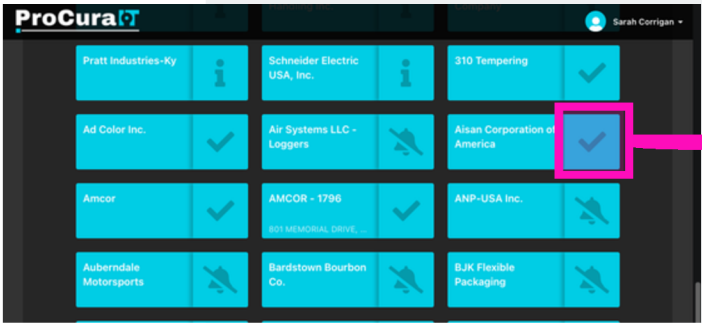 ProCuraIOT
Company
Sarah Corrigan
Pratt Industries-Ky
Schneider Electric
USA, Inc.
310 Tempering
Ad Color Inc.
Air Systems LLC -
Loggers
Aisan Corporation of
America
Amcor
AMCOR - 1796
801 MEMORIAL DRIVE, ...
ANP-USA Inc.
Auberndale
Motorsports
Bardstown Bourbon
Co.
BJK Flexible
Packaging